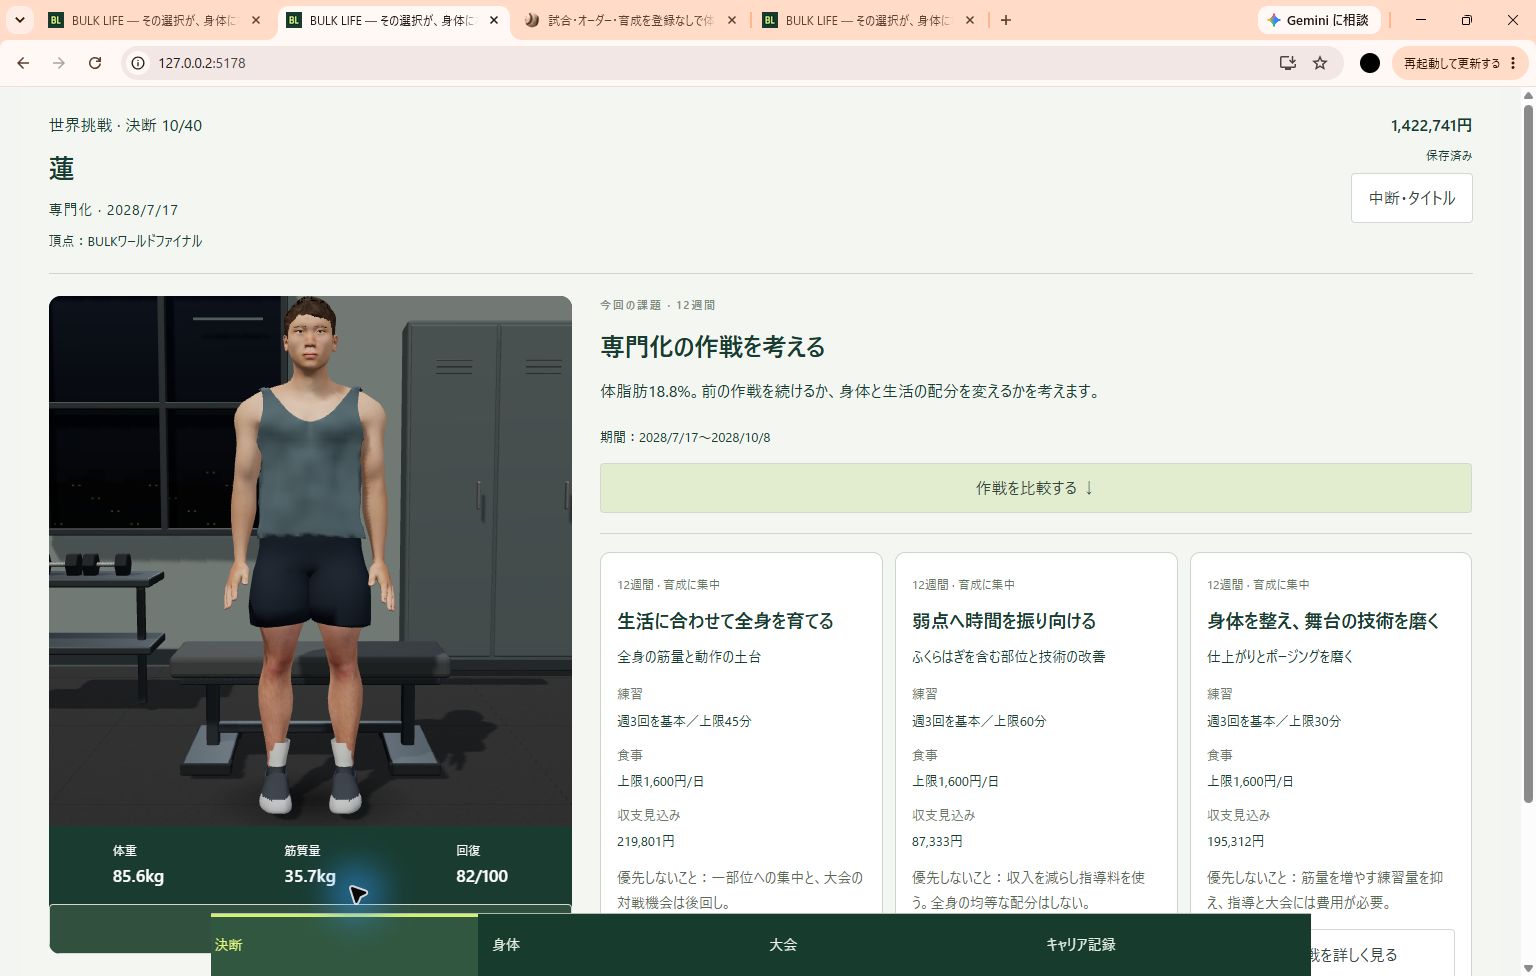 BULK LIFE — その選択が、身体に
BULK LIFE — その選択が、身体に
試合・オーダー・育成を登録なしで体
BULK LIFE — その選択が、身体に
Gemini に相談
127.0.0.2:5178
再起動して更新する
世界挑戦 · 決断 10/40
1,422,741円
保存済み
蓮
中断・タイトル
専門化 · 2028/7/17
頂点：BULKワールドファイナル
今回の課題 · 12週間
専門化の作戦を考える
体脂肪18.8%。前の作戦を続けるか、身体と生活の配分を変えるかを考えます。
期間：2028/7/17～2028/10/8
作戦を比較する ↓
12週間 · 育成に集中
生活に合わせて全身を育てる
全身の筋量と動作の土台
練習
週3回を基本／上限45分
食事
上限1,600円/日
収支見込み
219,801円
優先しないこと：一部位への集中と、大会の
対戦機会は後回し。
12週間 · 育成に集中
弱点へ時間を振り向ける
ふくらはぎを含む部位と技術の改善
練習
週3回を基本／上限60分
食事
上限1,600円/日
収支見込み
87,333円
優先しないこと：収入を減らし指導料を使
う。全身の均等な配分はしない。
12週間 · 育成に集中
身体を整え、舞台の技術を磨く
仕上がりとポージングを磨く
練習
週3回を基本／上限30分
食事
上限1,600円/日
収支見込み
195,312円
優先しないこと：筋量を増やす練習量を抑
え、指導と大会には費用が必要。
戦を詳しく見る
体重
85.6kg
筋質量
35.7kg
回復
82/100
決断
身体
大会
キャリア記録